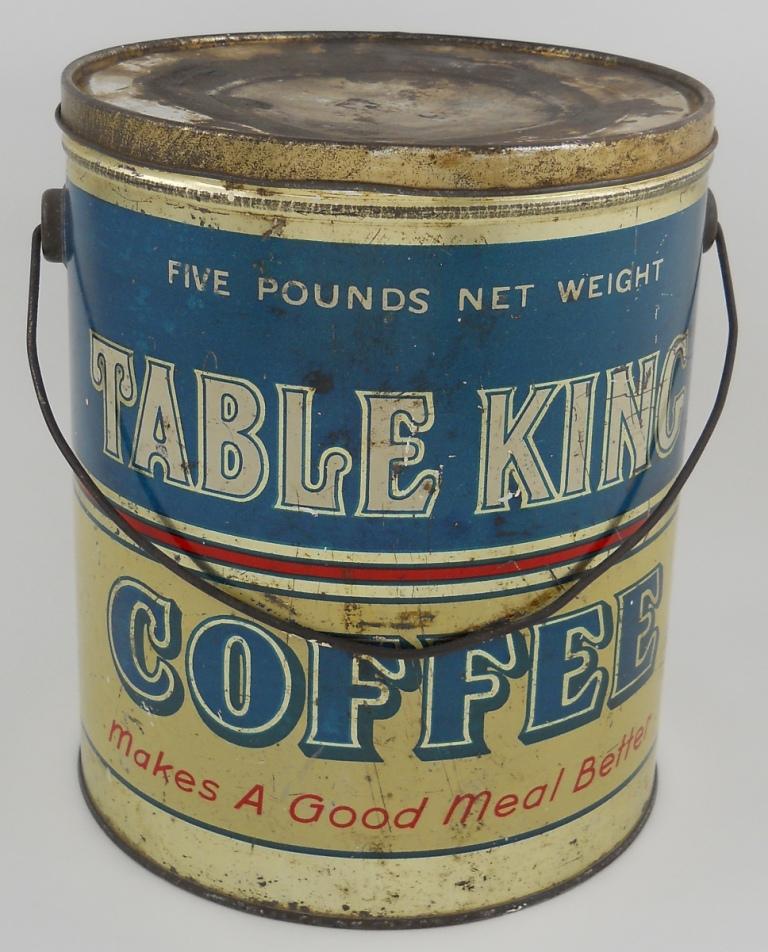 FIVE POUNDS NET WEIGHT
TABLE KING
COFFEE
Makes A Good Meal Better